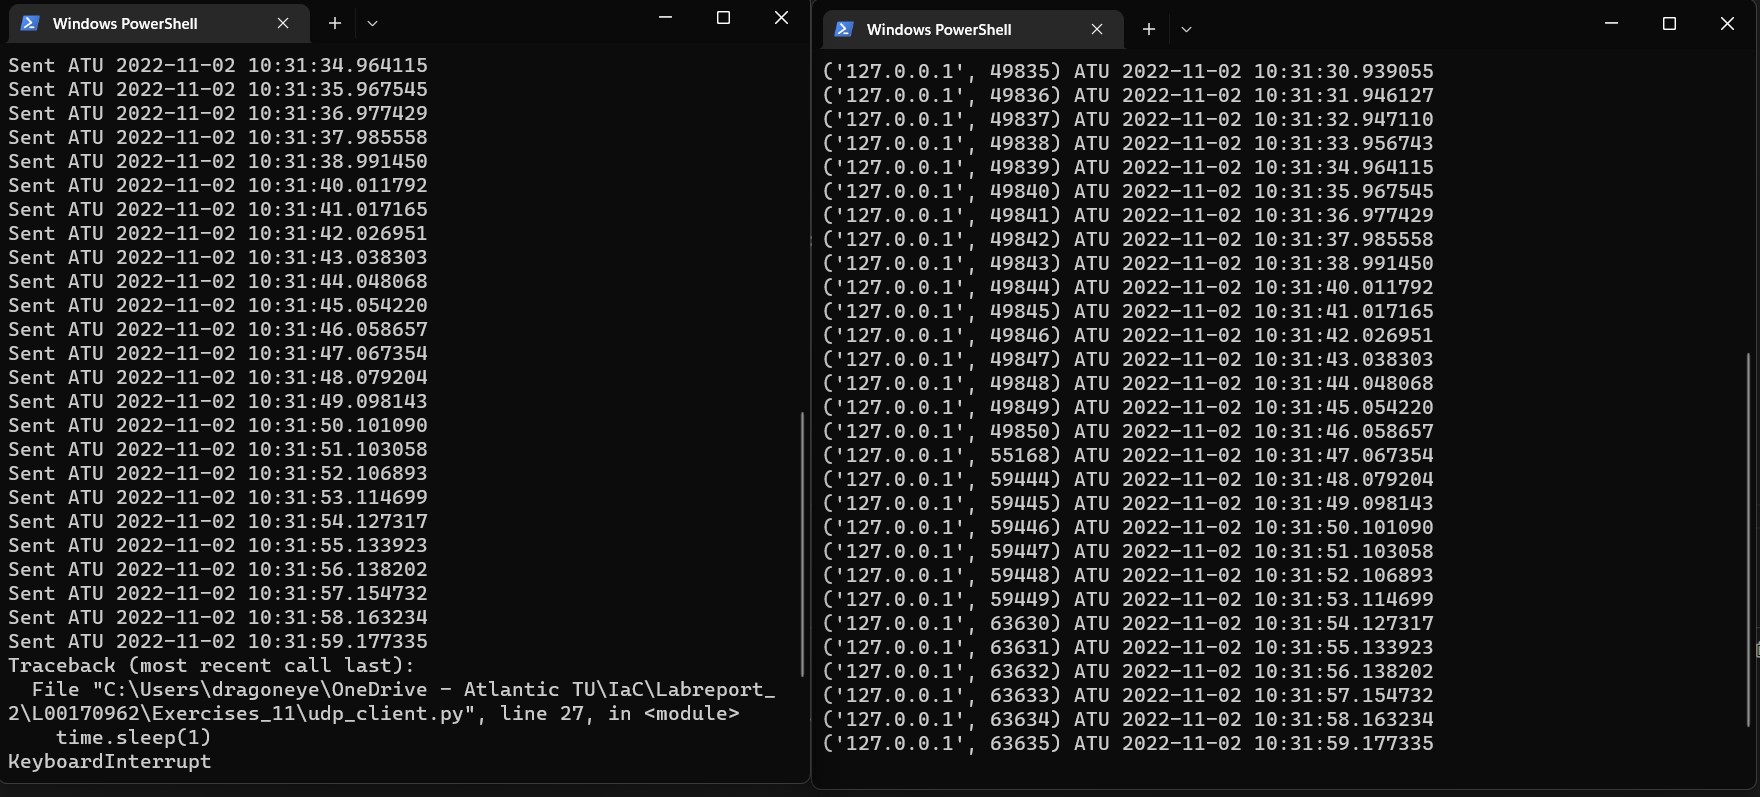 Windows PowerShell
Sent ATU 2022-11-02 10:31:34.964115
Sent ATU 2022-11-02 10:31:35.967545
Sent ATU 2022-11-02 10:31:36.977429
Sent ATU 2022-11-02 10:31:37.985558
Sent ATU 2022-11-02 10:31:38.991450
Sent ATU 2022-11-02 10:31:40.011792
Sent ATU 2022-11-02 10:31:41.017165
Sent ATU 2022-11-02 10:31:42.026951
Sent ATU 2022-11-02 10:31:43.038303
Sent ATU 2022-11-02 10:31:44.048068
Sent ATU 2022-11-02 10:31:45.054220
Sent ATU 2022-11-02 10:31:46.058657
Sent ATU 2022-11-02 10:31:47.067354
Sent ATU 2022-11-02 10:31:48.079204
Sent ATU 2022-11-02 10:31:49.098143
Sent ATU 2022-11-02 10:31:50.101090
Sent ATU 2022-11-02 10:31:51.103058
Sent ATU 2022-11-02 10:31:52.106893
Sent ATU 2022-11-02 10:31:53.114699
Sent ATU 2022-11-02 10:31:54.127317
Sent ATU 2022-11-02 10:31:55.133923
Sent ATU 2022-11-02 10:31:56.138202
Sent ATU 2022-11-02 10:31:57.154732
Sent ATU 2022-11-02 10:31:58.163234
Sent ATU 2022-11-02 10:31:59.177335
Traceback (most recent call last):
  File "C:\Users\dragoneye\OneDrive - Atlantic TU\IaC\Labreport_
2\L00170962\Exercises_11\udp_client.py", line 27, in <module>
    time.sleep(1)
KeyboardInterrupt
Windows PowerShell
('127.0.0.1', 49835) ATU 2022-11-02 10:31:30.939055
('127.0.0.1', 49836) ATU 2022-11-02 10:31:31.946127
('127.0.0.1', 49837) ATU 2022-11-02 10:31:32.947110
('127.0.0.1', 49838) ATU 2022-11-02 10:31:33.956743
('127.0.0.1', 49839) ATU 2022-11-02 10:31:34.964115
('127.0.0.1', 49840) ATU 2022-11-02 10:31:35.967545
('127.0.0.1', 49841) ATU 2022-11-02 10:31:36.977429
('127.0.0.1', 49842) ATU 2022-11-02 10:31:37.985558
('127.0.0.1', 49843) ATU 2022-11-02 10:31:38.991450
('127.0.0.1', 49844) ATU 2022-11-02 10:31:40.011792
('127.0.0.1', 49845) ATU 2022-11-02 10:31:41.017165
('127.0.0.1', 49846) ATU 2022-11-02 10:31:42.026951
('127.0.0.1', 49847) ATU 2022-11-02 10:31:43.038303
('127.0.0.1', 49848) ATU 2022-11-02 10:31:44.048068
('127.0.0.1', 49849) ATU 2022-11-02 10:31:45.054220
('127.0.0.1', 49850) ATU 2022-11-02 10:31:46.058657
('127.0.0.1', 55168) ATU 2022-11-02 10:31:47.067354
('127.0.0.1', 59444) ATU 2022-11-02 10:31:48.079204
('127.0.0.1', 59445) ATU 2022-11-02 10:31:49.098143
('127.0.0.1', 59446) ATU 2022-11-02 10:31:50.101090
('127.0.0.1', 59447) ATU 2022-11-02 10:31:51.103058
('127.0.0.1', 59448) ATU 2022-11-02 10:31:52.106893
('127.0.0.1', 59449) ATU 2022-11-02 10:31:53.114699
('127.0.0.1', 63630) ATU 2022-11-02 10:31:54.127317
('127.0.0.1', 63631) ATU 2022-11-02 10:31:55.133923
('127.0.0.1', 63632) ATU 2022-11-02 10:31:56.138202
('127.0.0.1', 63633) ATU 2022-11-02 10:31:57.154732
('127.0.0.1', 63634) ATU 2022-11-02 10:31:58.163234
('127.0.0.1', 63635) ATU 2022-11-02 10:31:59.177335